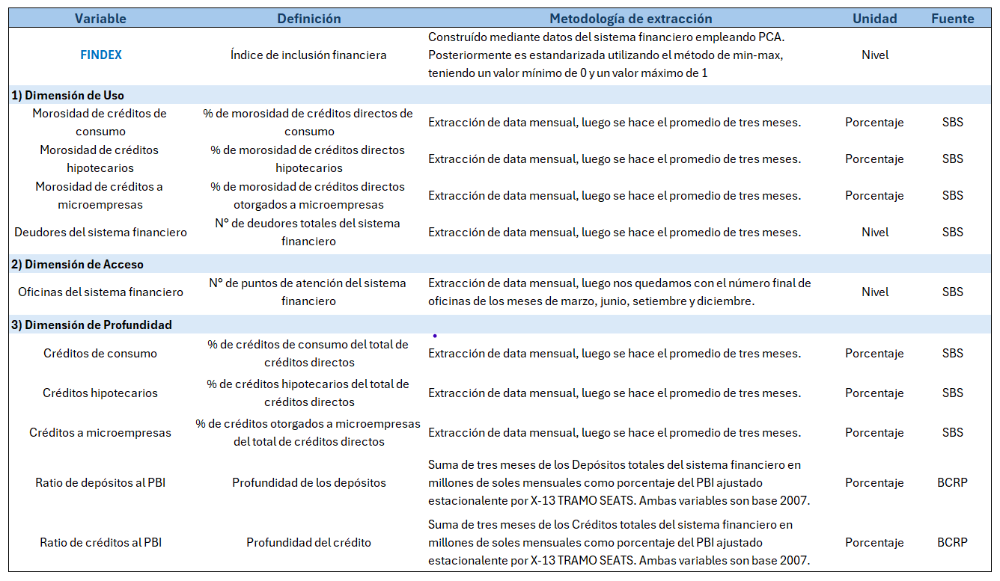 Variable Definición Metodología de extracción Unidad Fuente
Construído mediante datos del sistema financiero empleando PCA.
FINDEX Índice de inclusión financiera Posteriormente es estandarizada utilizando el método de min-max, Nivel
teniendo un valor mínimo de 0 y un valor máximo de 1
1) Dimensión de Uso
Morosidad de créditos de % de morosidad de créditos directos de
consumo consumo
Extracción de data mensual, luego se hace el promedio de tres meses. Porcentaje SBS
Morosidad de créditos % de morosidad de créditos directos
hipotecarios hipotecarios
Extracción de data mensual, luego se hace el promedio de tres meses. Porcentaje SBS
Morosidad de créditos a % de morosidad de créditos directos
microempresas otorgados a microempresas
Extracción de data mensual, luego se hace el promedio de tres meses. Porcentaje SBS
Deudores del sistema financiero
N° de deudores totales del sistema
financiero
Extracción de data mensual, luego se hace el promedio de tres meses. Nivel SBS
2) Dimensión de Acceso
Oficinas del sistema financiero
N° de puntos de atención del sistema
financiero
Extracción de data mensual, luego nos quedamos con el número final de
oficinas de los meses de marzo, junio, setiembre y diciembre.
Nivel SBS
3) Dimensión de Profundidad
Créditos de consumo
% de créditos de consumo del total de
créditos directos
Extracción de data mensual, luego se hace el promedio de tres meses. Porcentaje SBS
Créditos hipotecarios
% de créditos hipotecarios del total de
créditos directos
Extracción de data mensual, luego se hace el promedio de tres meses. Porcentaje SBS
Créditos a microempresas
% de créditos otorgados a microempresas
del total de créditos directos
Extracción de data mensual, luego se hace el promedio de tres meses. Porcentaje SBS
Suma de tres meses de los Depósitos totales del sistema financiero en
Ratio de depósitos al PBI Profundidad de los depósitos millones de soles mensuales como porcentaje del PBI ajustado Porcentaje BCRP
estacionalente por X-13 TRAMO SEATS. Ambas variables son base 2007.
Suma de tres meses de los Créditos totales del sistema financiero en
Ratio de créditos al PBI Profundidad del crédito millones de soles mensuales como porcentaje del PBI ajustado Porcentaje BCRP
estacionalente por X-13 TRAMO SEATS. Ambas variables son base 2007.